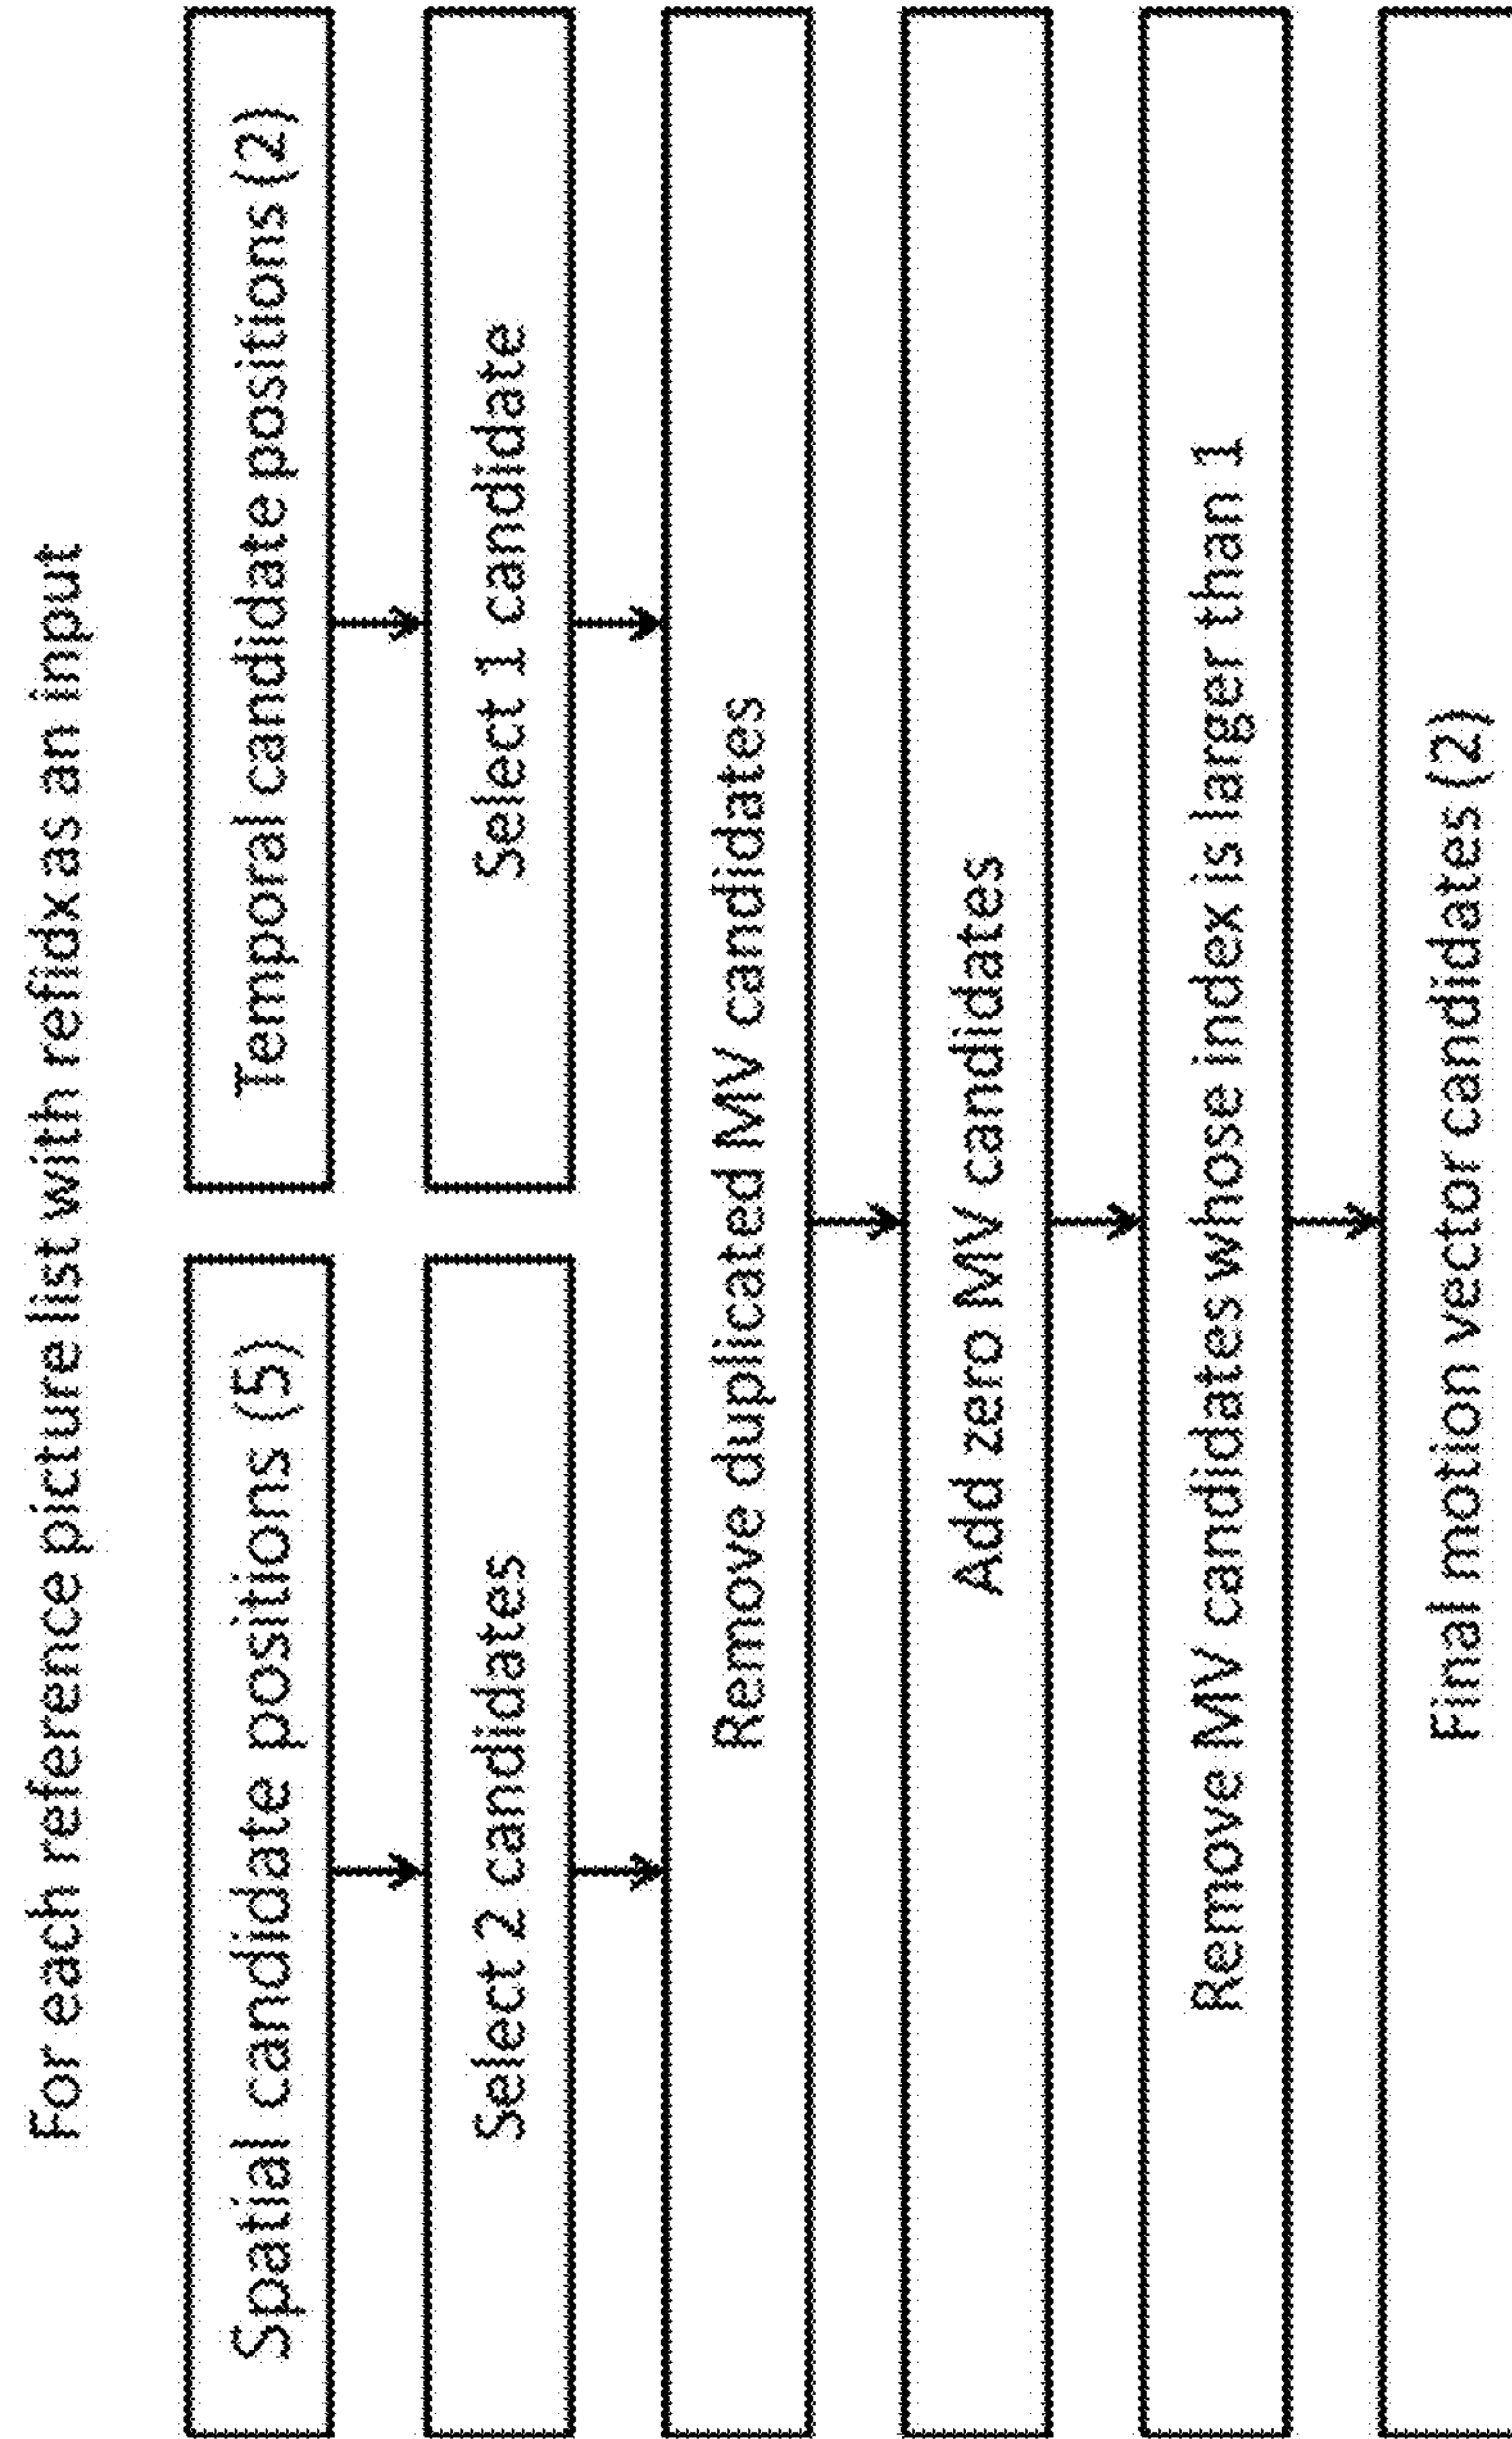 For each reference picture list with refidx as an input
Spatial candidate positions (5)
Temporal candidate positions (2)
Select 2 candidates
Select 1 candidate
Remove duplicated MV candidates
Add zero MV candidates
Remove MV candidates whose index is larger than 1
Final motion vector candidates (2)